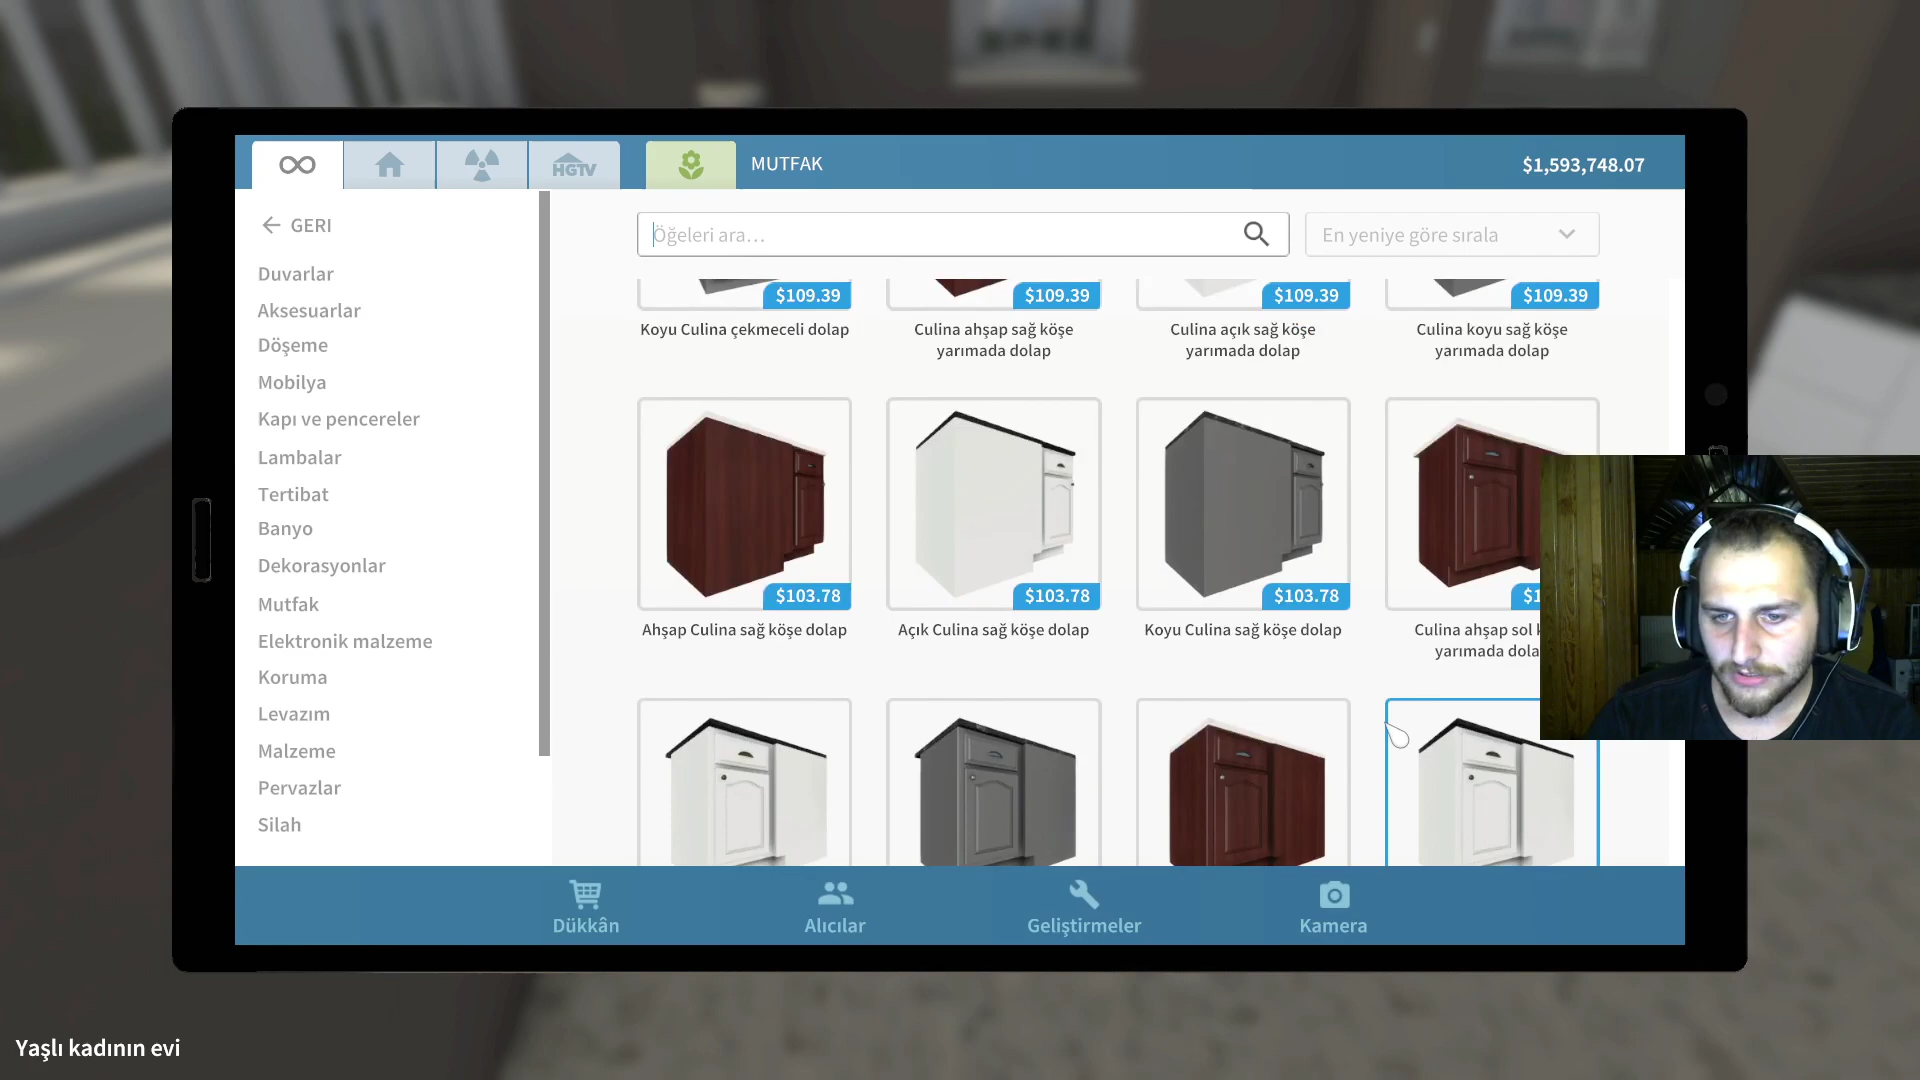 HGTV
MUTFAK
$1,593,748.07
GERI
Duvarlar
Aksesuarlar
Döşeme
Mobilya
Kapı ve pencereler
Lambalar
Tertibat
Banyo
Dekorasyonlar
Mutfak
Elektronik malzeme
Koruma
Levazım
Malzeme
Pervazlar
Silah
Öğeleri ara…
En yeniye göre sırala
$109.39
$109.39
$109.39
$109.39
Koyu Culina çekmeceli dolap
Culina ahşap sağ köşe
yarımada dolap
Culina açık sağ köşe
yarımada dolap
Culina koyu sağ köşe
yarımada dolap
$103.78
$103.78
$103.78
Ahşap Culina sağ köşe dolap
Açık Culina sağ köşe dolap
Koyu Culina sağ köşe dolap
Culina ahşap sol
yarımada
Dükkân
Alıcılar
Geliştirmeler
Kamera
Yaşlı kadının evi